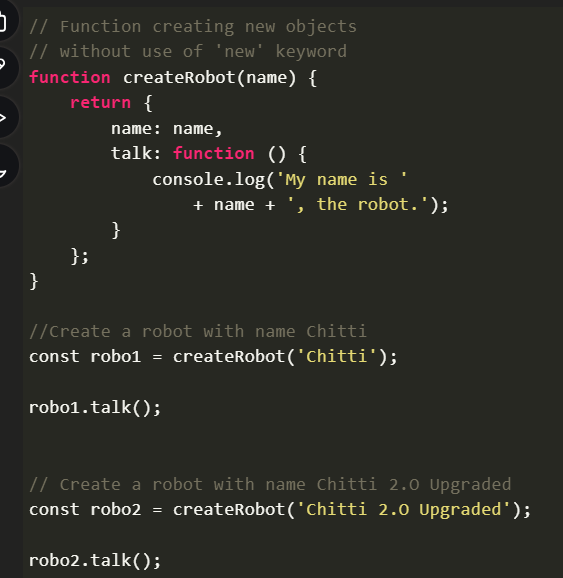 // Function creating new objects
// without use of 'new' keyword
function createRobot(name) {
    return {
        name: name,
        talk: function () {
            console.log('My name is '
                + name + ', the robot.');
        }
    };
}
//Create a robot with name Chitti
const robo1 = createRobot('Chitti');
robo1.talk();
// Create a robot with name Chitti 2.O Upgraded
const robo2 = createRobot('Chitti 2.O Upgraded');
robo2.talk();